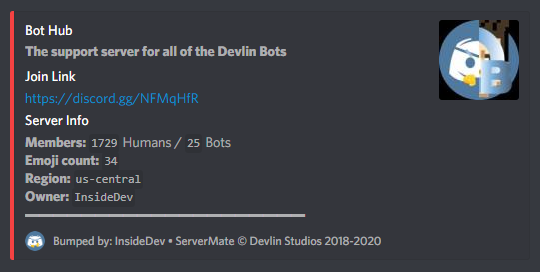 Bot Hub
The support server for all of the Devlin Bots
Join Link
https://discord.gg/NFMqHfR
Server Info
Members: 1729 Humans / 25 Bots
Emoji count: 34
Region: us-central
Owner: InsideDev
Bumped by: InsideDev • ServerMate © Devlin Studios 2018-2020